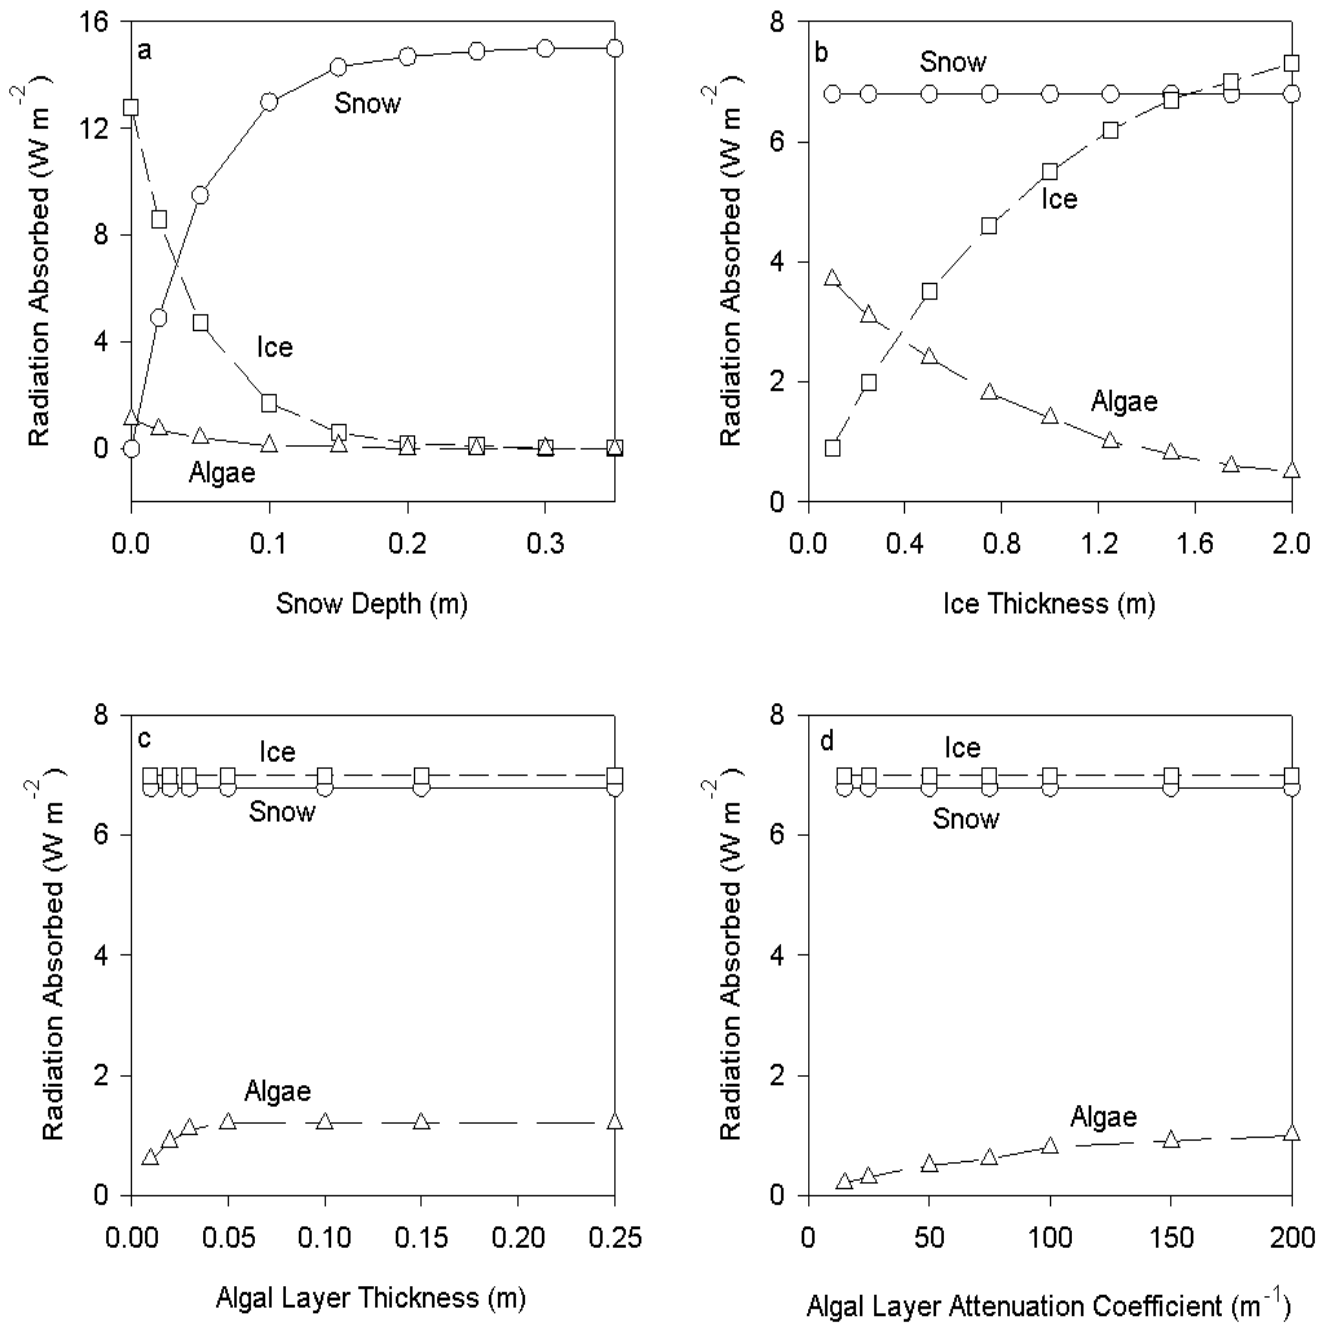 a
16
12
8
4
0
Radiation Absorbed (W m⁻²)
Snow
Ice
Algae
0.0 0.1 0.2 0.3
Snow Depth (m)
b
8
6
4
2
0
Radiation Absorbed (W m⁻²)
Snow
Ice
Algae
0.0 0.4 0.8 1.2 1.6 2.0
Ice Thickness (m)
c
8
6
4
2
0
Radiation Absorbed (W m⁻²)
Ice
Snow
Algae
0.00 0.05 0.10 0.15 0.20 0.25
Algal Layer Thickness (m)
d
8
6
4
2
0
Radiation Absorbed (W m⁻²)
Ice
Snow
Algae
0 50 100 150 200
Algal Layer Attenuation Coefficient (m⁻¹)